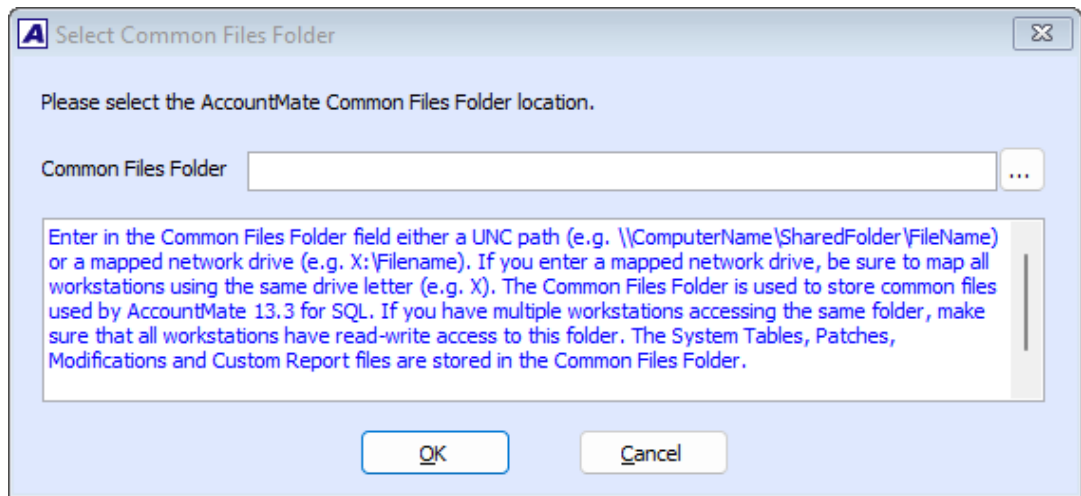 A Select Common Files Folder
Please select the AccountMate Common Files Folder location.
Common Files Folder ...
Enter in the Common Files Folder field either a UNC path (e.g. \\ComputerName\SharedFolder\FileName)
or a mapped network drive (e.g. X:\Filename). If you enter a mapped network drive, be sure to map all
workstations using the same drive letter (e.g. X). The Common Files Folder is used to store common files
used by AccountMate 13.3 for SQL. If you have multiple workstations accessing the same folder, make
sure that all workstations have read-write access to this folder. The System Tables, Patches,
Modifications and Custom Report files are stored in the Common Files Folder.
OK Cancel